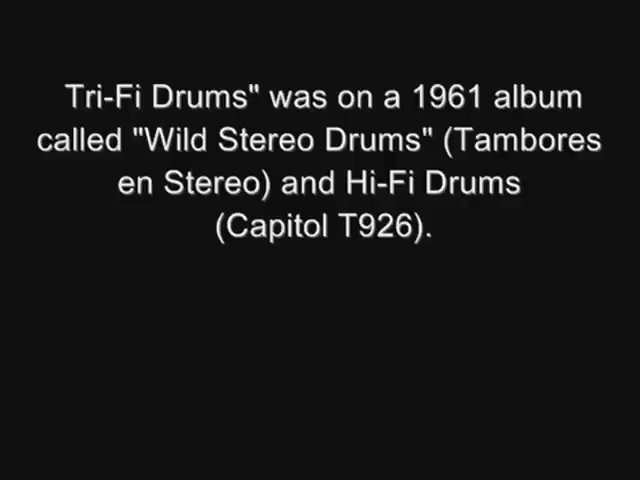 Tri-Fi Drums" was on a 1961 album
called "Wild Stereo Drums" (Tambores
en Stereo) and Hi-Fi Drums
(Capitol T926).